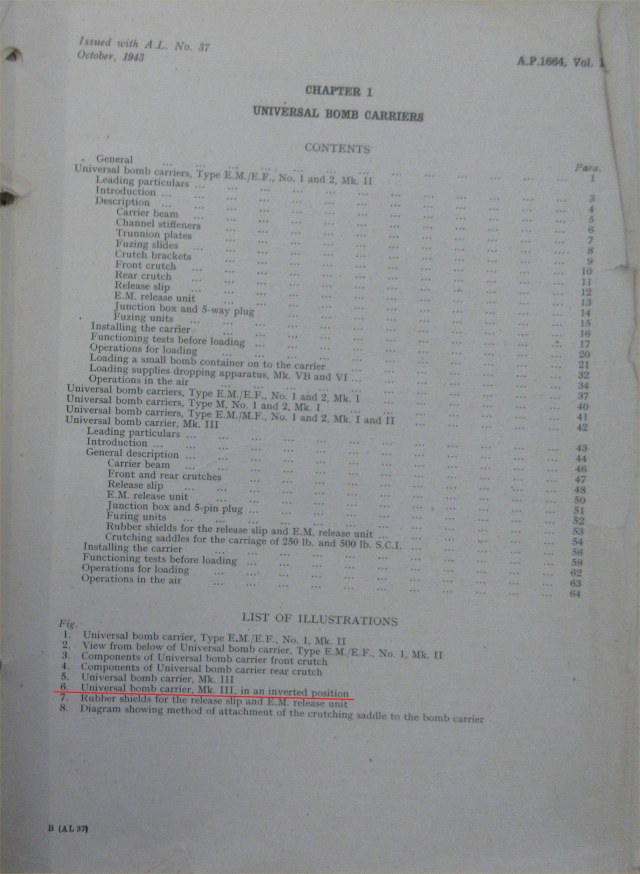 Issued with A.L. No. 37
October, 1943
A.P.1664, Vol. 1
CHAPTER 1
UNIVERSAL BOMB CARRIERS
CONTENTS
Para.
General ... 1
Universal bomb carriers, Type E.M./E.F., No. 1 and 2, Mk. II
Leading particulars ... 3
Introduction ... 4
Description ... 5
Carrier beam ... 6
Channel stiffeners ... 7
Trunnion plates ... 8
Fuzing slides ... 9
Crutch brackets ... 10
Front crutch ... 11
Rear crutch ... 12
Release slip ... 13
E.M. release unit ... 14
Junction box and 5-way plug ... 15
Fuzing units ... 16
Installing the carrier ... 17
Functioning tests before loading ... 20
Operations for loading ... 21
Loading a small bomb container on to the carrier ... 32
Loading supplies dropping apparatus, Mk. VB and VI ... 34
Operations in the air ... 37
Universal bomb carriers, Type E.M./E.F., No. 1 and 2, Mk. I ... 40
Universal bomb carriers, Type M, No. 1 and 2, Mk. I ... 41
Universal bomb carriers, Type E.M./M.F., No. 1 and 2, Mk. I and II ... 42
Universal bomb carrier, Mk. III
Leading particulars ... 43
Introduction ... 44
General description ... 46
Carrier beam ... 47
Front and rear crutches ... 48
Release slip ... 50
E.M. release unit ... 51
Junction box and 5-pin plug ... 52
Fuzing units ... 53
Rubber shields for the release slip and E.M. release unit ... 54
Crutching saddles for the carriage of 250 lb. and 500 lb. S.C.I. ... 56
Installing the carrier ... 59
Functioning tests before loading ... 62
Operations for loading ... 63
Operations in the air ... 64
LIST OF ILLUSTRATIONS
Fig.
1. Universal bomb carrier, Type E.M./E.F., No. 1, Mk. II
2. View from below of Universal bomb carrier, Type E.M./E.F., No. 1, Mk. II
3. Components of Universal bomb carrier front crutch
4. Components of Universal bomb carrier rear crutch
5. Universal bomb carrier, Mk. III
6. Universal bomb carrier, Mk. III, in an inverted position
7. Rubber shields for the release slip and E.M. release unit
8. Diagram showing method of attachment of the crutching saddle to the bomb carrier
B (AL 37)